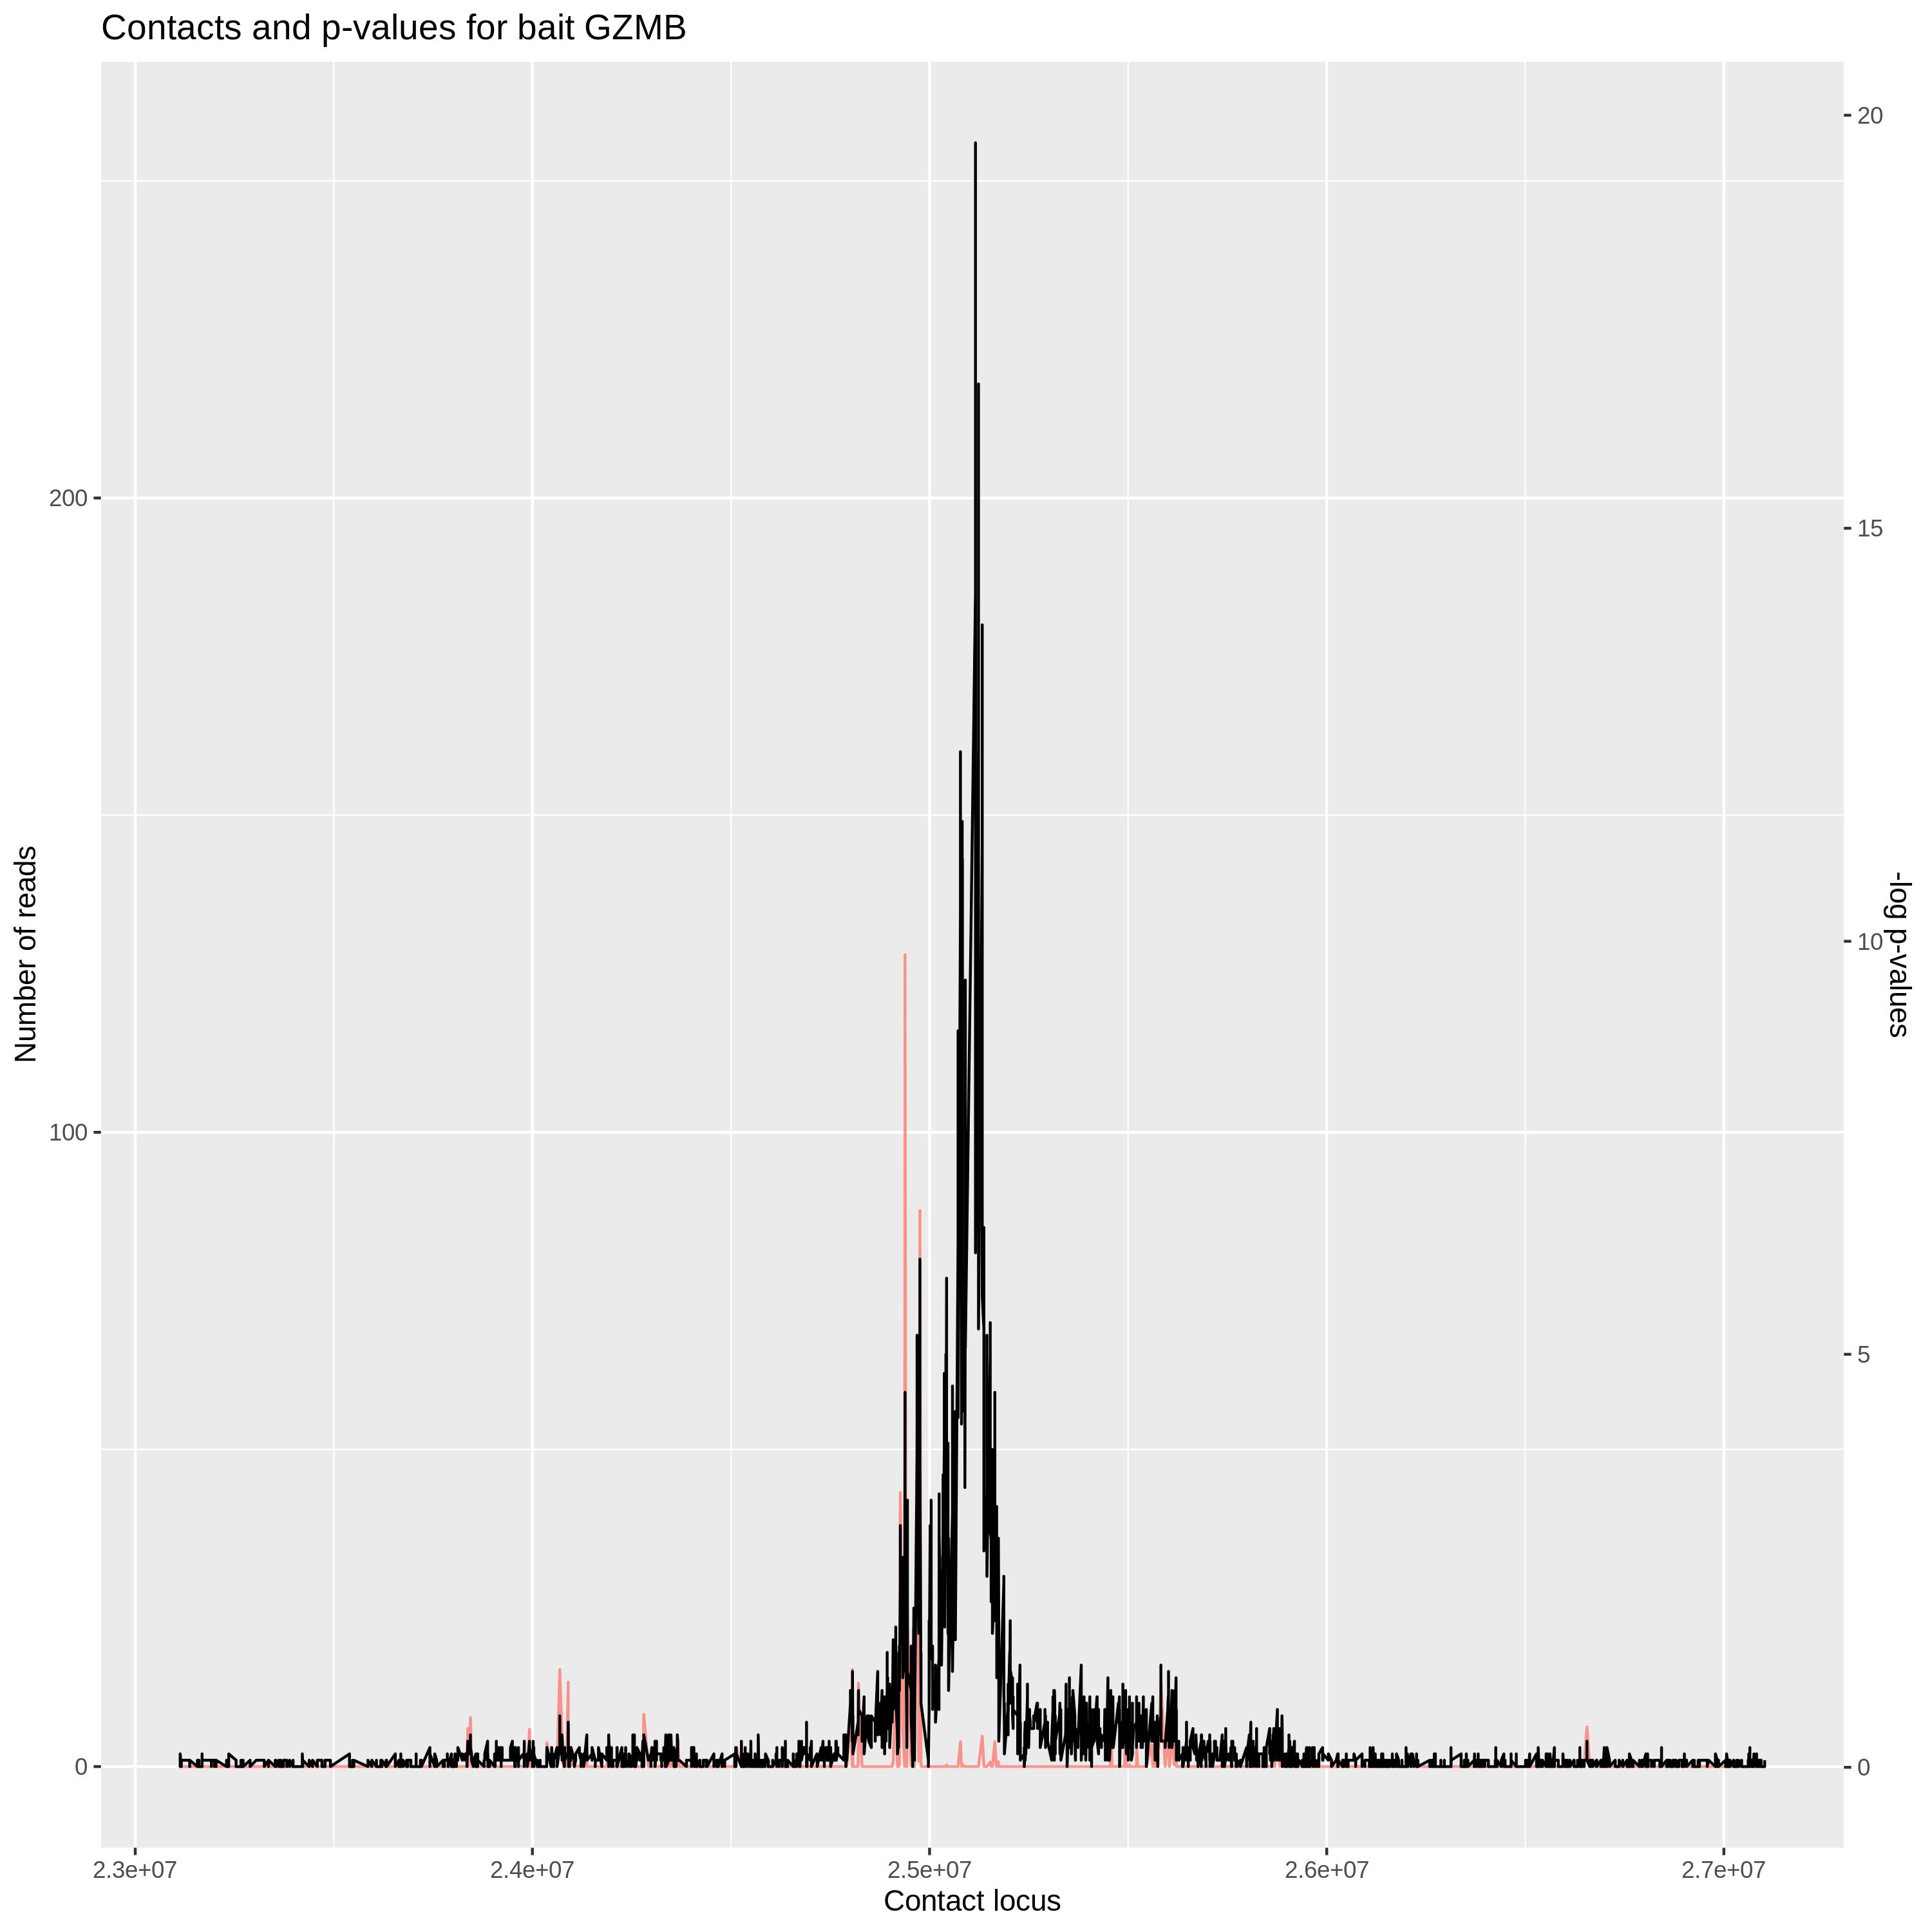 Contacts and p-values for bait GZMB
20
200
15
Number of reads
10
-log p-values
100
5
0
0
2.3e+07
2.4e+07
2.5e+07
2.6e+07
2.7e+07
Contact locus